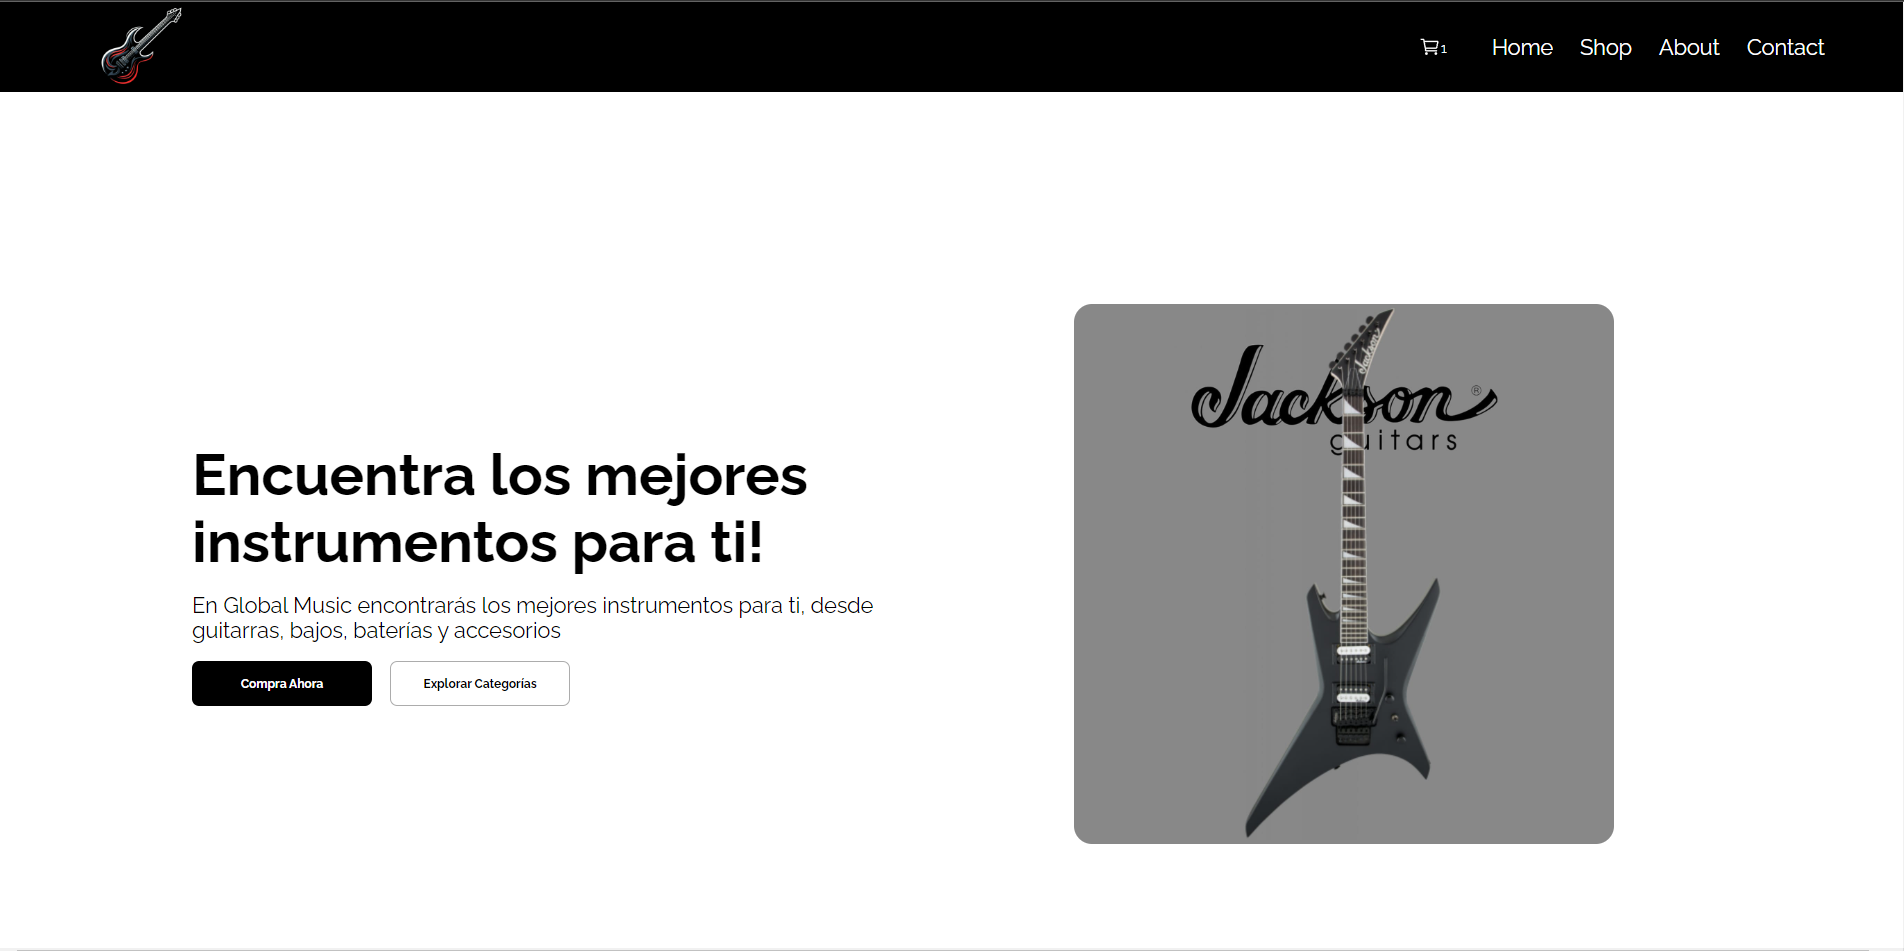 1
Home
Shop
About
Contact
Jackson
Jackson®
guitars
Encuentra los mejores
instrumentos para ti!
En Global Music encontrarás los mejores instrumentos para ti, desde
guitarras, bajos, baterías y accesorios
Compra Ahora
Explorar Categorías